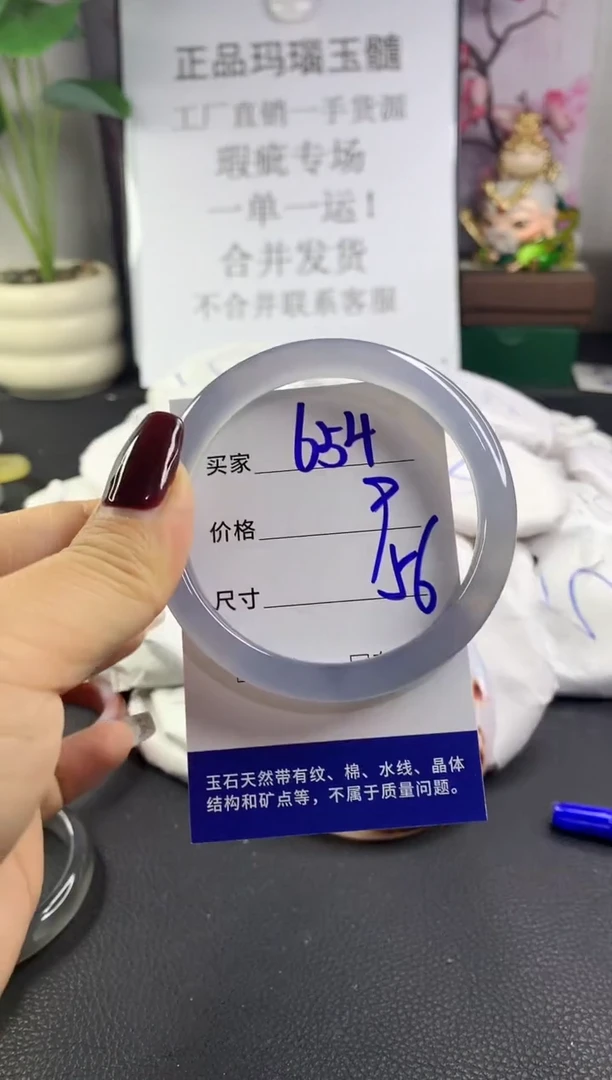 正品玛瑙玉髓
工厂直销一手货源
瑕疵专场
一单一运!
合并发货
不合并联系客服
买家 654
价格
尺寸 56
玉石天然带有纹、棉、水线、晶体
结构和矿点等，不属于质量问题。